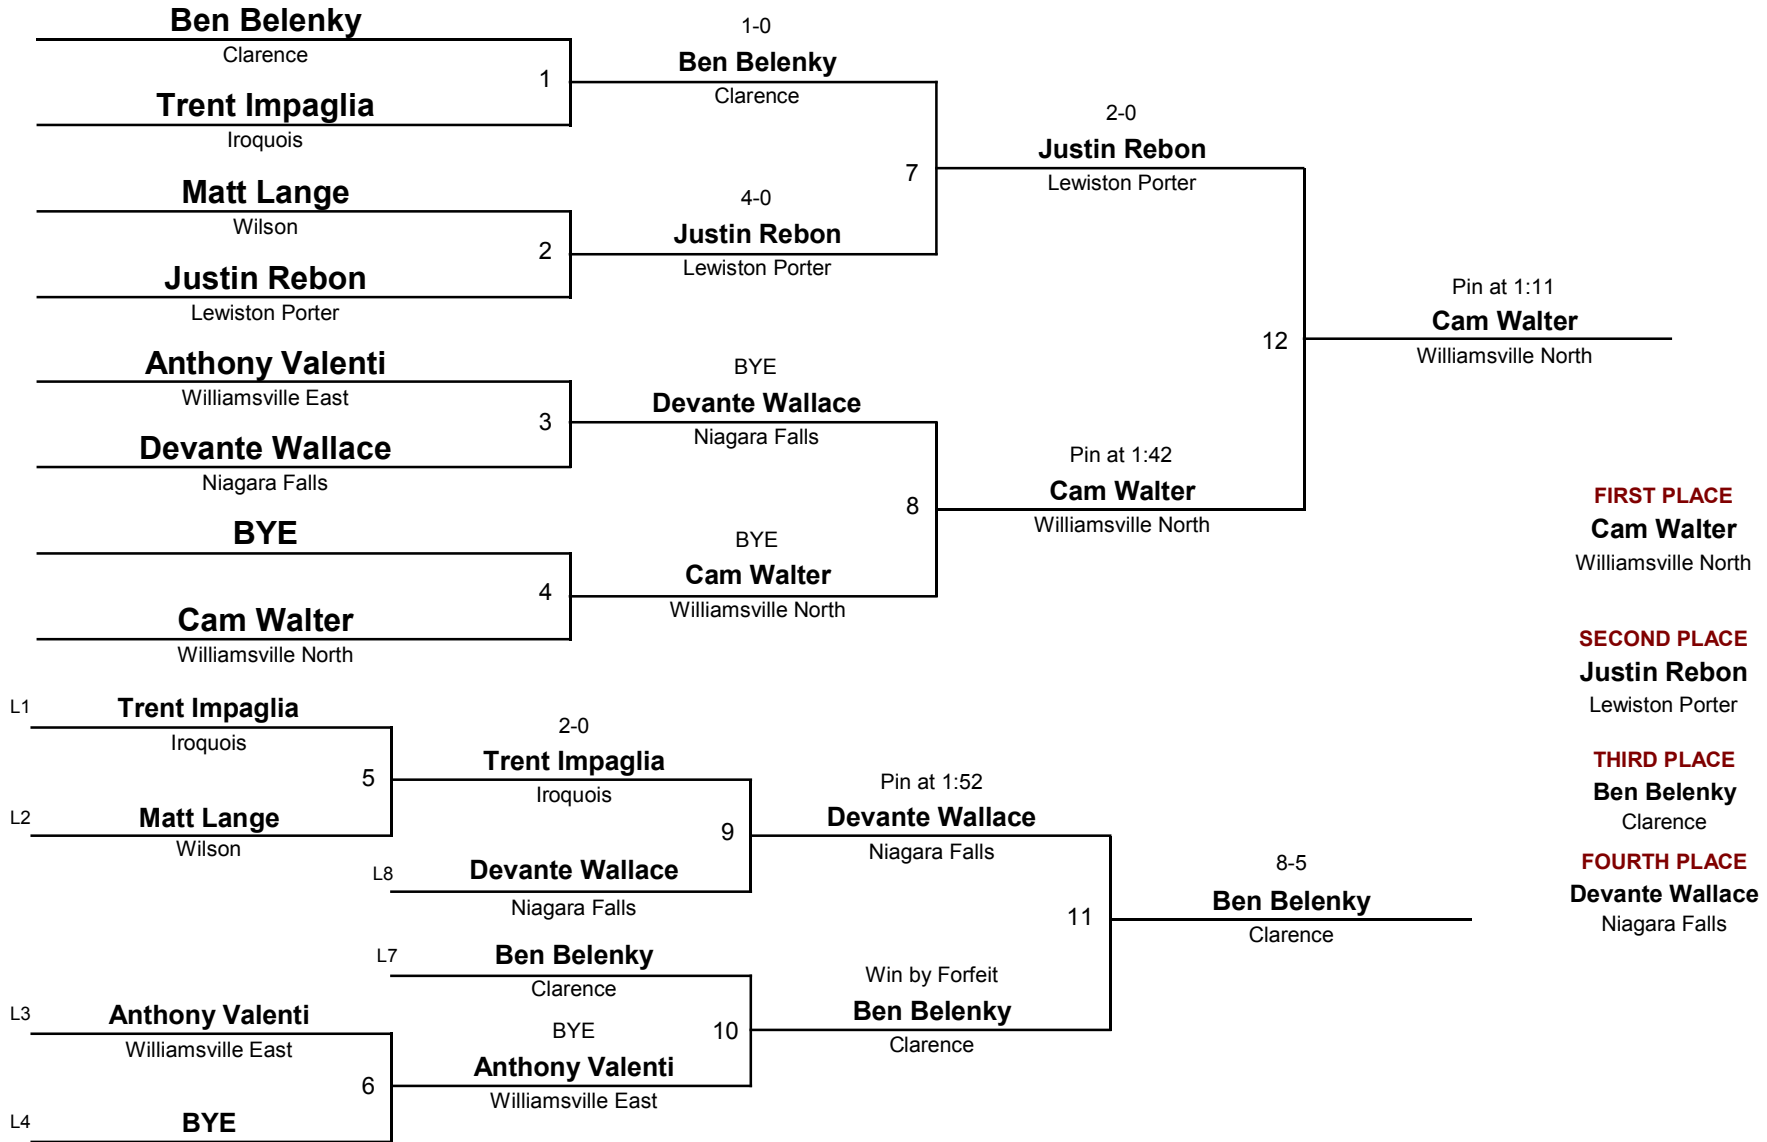 Ben Belenky
Clarence
1
Trent Impaglia
Iroquois
Matt Lange
Wilson
2
Justin Rebon
Lewiston Porter
Anthony Valenti
Williamsville East
3
Devante Wallace
Niagara Falls
BYE
4
Cam Walter
Williamsville North
1-0
Ben Belenky
Clarence
7
4-0
Justin Rebon
Lewiston Porter
BYE
Devante Wallace
Niagara Falls
8
BYE
Cam Walter
Williamsville North
2-0
Justin Rebon
Lewiston Porter
12
Pin at 1:42
Cam Walter
Williamsville North
Pin at 1:11
Cam Walter
Williamsville North
FIRST PLACE
Cam Walter
Williamsville North
SECOND PLACE
Justin Rebon
Lewiston Porter
THIRD PLACE
Ben Belenky
Clarence
FOURTH PLACE
Devante Wallace
Niagara Falls
L1
Trent Impaglia
Iroquois
5
L2
Matt Lange
Wilson
2-0
Trent Impaglia
Iroquois
9
L8
Devante Wallace
Niagara Falls
L7
Ben Belenky
Clarence
10
BYE
Anthony Valenti
Williamsville East
L3
Anthony Valenti
Williamsville East
6
L4
BYE
Pin at 1:52
Devante Wallace
Niagara Falls
11
Win by Forfeit
Ben Belenky
Clarence
8-5
Ben Belenky
Clarence